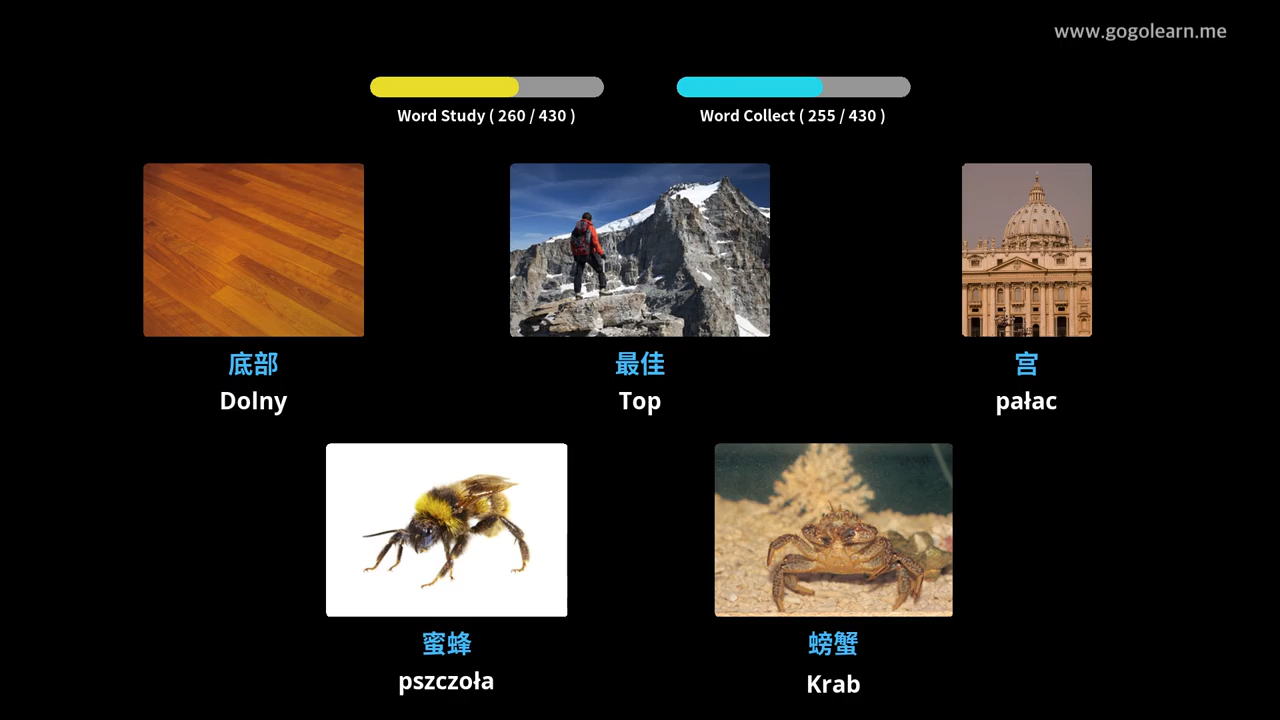 www.gogolearn.me
Word Study ( 260 / 430 )
Word Collect ( 255 / 430 )
底部
Dolny
最佳
Top
宫
pałac
蜜蜂
pszczoła
螃蟹
Krab